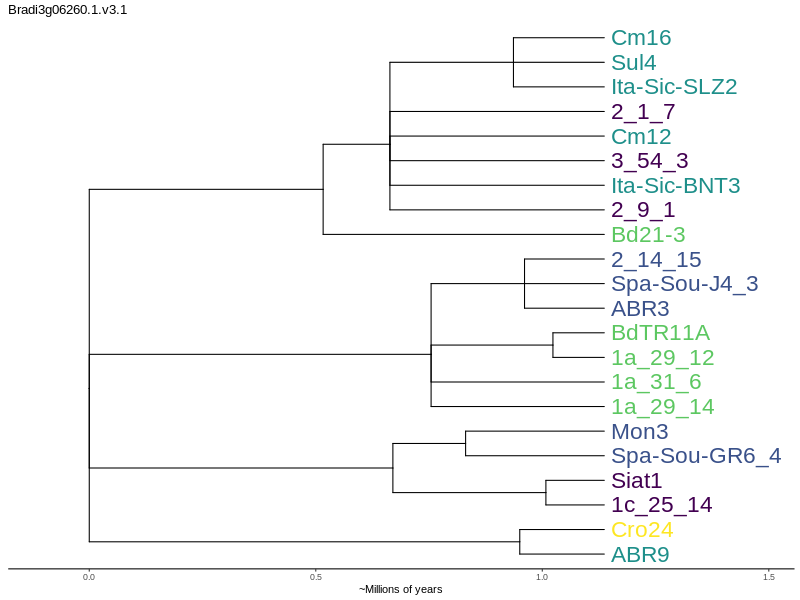 Bradi3g06260.1.v3.1
Cm16
Sul4
Ita-Sic-SLZ2
2_1_7
Cm12
3_54_3
Ita-Sic-BNT3
2_9_1
Bd21-3
2_14_15
Spa-Sou-J4_3
ABR3
BdTR11A
1a_29_12
1a_31_6
1a_29_14
Mon3
Spa-Sou-GR6_4
Siat1
1c_25_14
Cro24
ABR9
0.0 0.5 1.0 1.5
~Millions of years